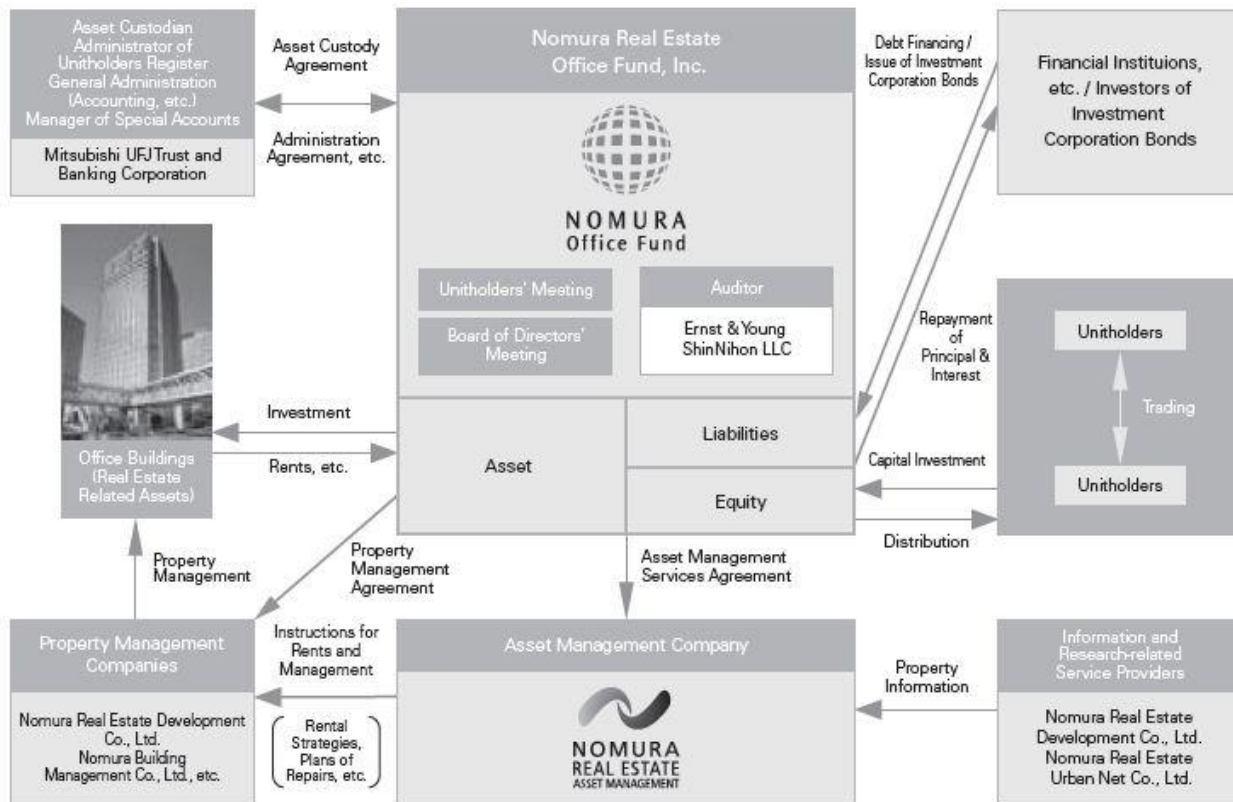 Asset Custodian
Administrator of
Unitholders Register
General Administration
(Accounting, etc.)
Manager of Special Accounts
Mitsubishi UFJ Trust and
Banking Corporation
Asset Custody
Agreement
Administration
Agreement, etc.
Nomura Real Estate
Office Fund, Inc.
NOMURA
Office Fund
Unitholders' Meeting
Board of Directors'
Meeting
Auditor
Ernst & Young
ShinNihon LLC
Debt Financing /
Issue of Investment
Corporation Bonds
Financial Instituions,
etc. / Investors of
Investment
Corporation Bonds
Repayment
of
Principal &
Interest
Unitholders
Trading
Unitholders
Investment
Rents, etc.
Office Buildings
(Real Estate
Related Assets)
Asset
Liabilities
Equity
Capital Investment
Distribution
Property
Management
Property
Management
Agreement
Asset Management
Services Agreement
Property Management
Companies
Nomura Real Estate Development
Co., Ltd.
Nomura Building
Management Co., Ltd., etc.
Instructions for
Rents and
Management
Rental
Strategies,
Plans of
Repairs, etc.
Asset Management Company
NOMURA
REAL ESTATE
ASSET MANAGEMENT
Property
Information
Information and
Research-related
Service Providers
Nomura Real Estate
Development Co., Ltd.
Nomura Real Estate
Urban Net Co., Ltd.